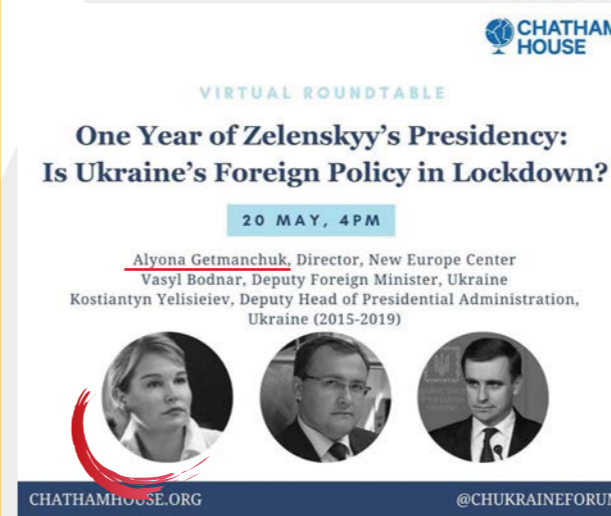 CHATHAM
HOUSE
VIRTUAL ROUNDTABLE
One Year of Zelenskyy's Presidency:
Is Ukraine's Foreign Policy in Lockdown?
20 MAY, 4PM
Alyona Getmanchuk, Director, New Europe Center
Vasyl Bodnar, Deputy Foreign Minister, Ukraine
Kostiantyn Yelisieiev, Deputy Head of Presidential Administration,
Ukraine (2015-2019)
CHATHAMHOUSE.ORG
@CHUKRAINEFORUM